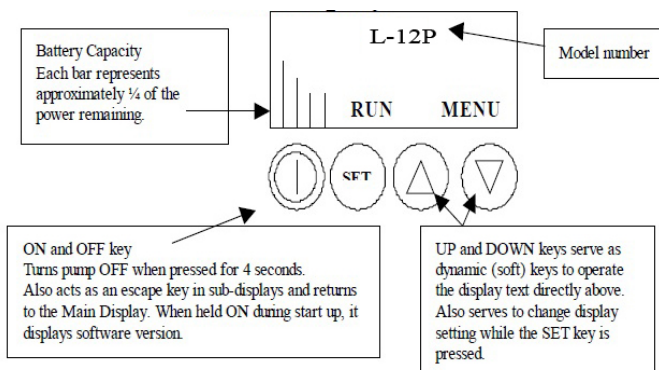 Battery Capacity
Each bar represents
approximately ¼ of the
power remaining.
L-12P
Model number
RUN MENU
SET
ON and OFF key
Turns pump OFF when pressed for 4 seconds.
Also acts as an escape key in sub-displays and returns
to the Main Display. When held ON during start up, it
displays software version.
UP and DOWN keys serve as
dynamic (soft) keys to operate
the display text directly above.
Also serves to change display
setting while the SET key is
pressed.